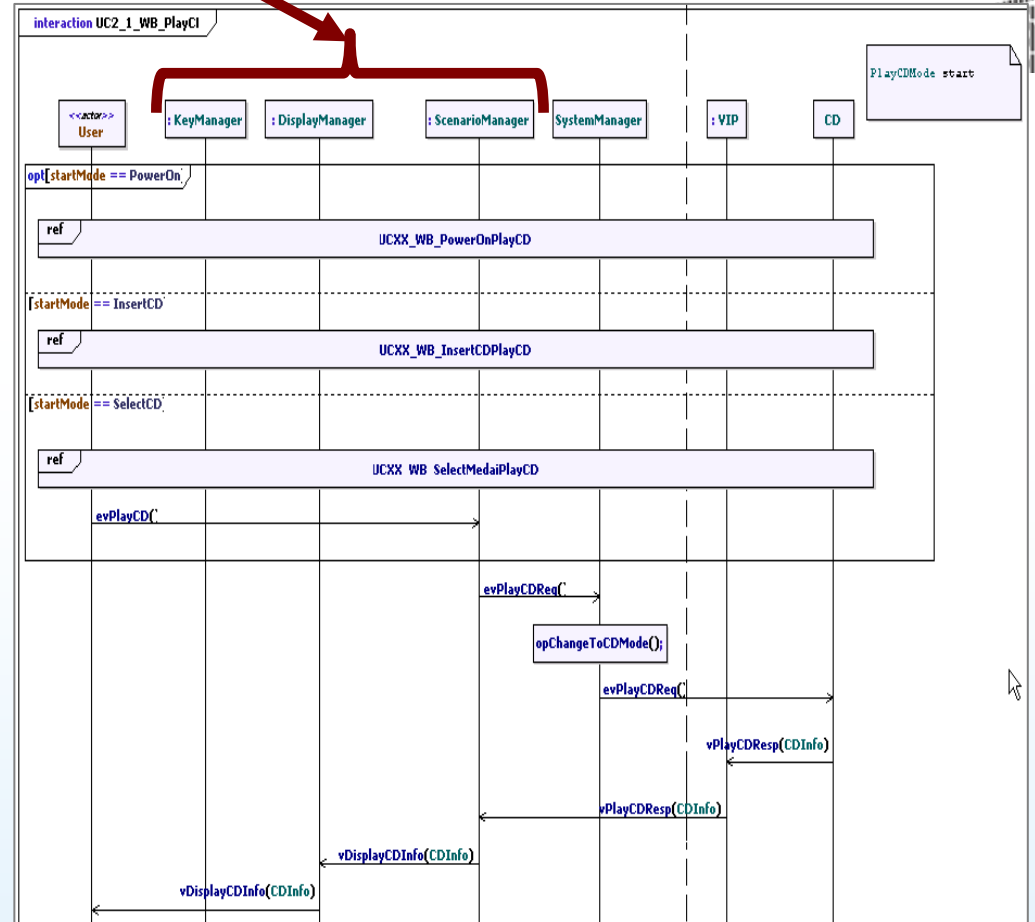 interaction UC2_1_WB_PlayCI
PlayCDMode start
<<actor>>
User
: KeyManager
: DisplayManager
: ScenarioManager
SystemManager
: VIP
CD
opt[startMode == PowerOn]
ref
UCXX_WB_PowerOnPlayCD
[startMode == InsertCD]
ref
UCXX_WB_InsertCDPlayCD
[startMode == SelectCD]
ref
UCXX_WB_SelectMedaiPlayCD
evPlayCD(
evPlayCDReq(
opChangeToCDMode();
evPlayCDReq(
vPlayCDResp(CDInfo)
vPlayCDResp(CDInfo)
vDisplayCDInfo(CDInfo)
vDisplayCDInfo(CDInfo)